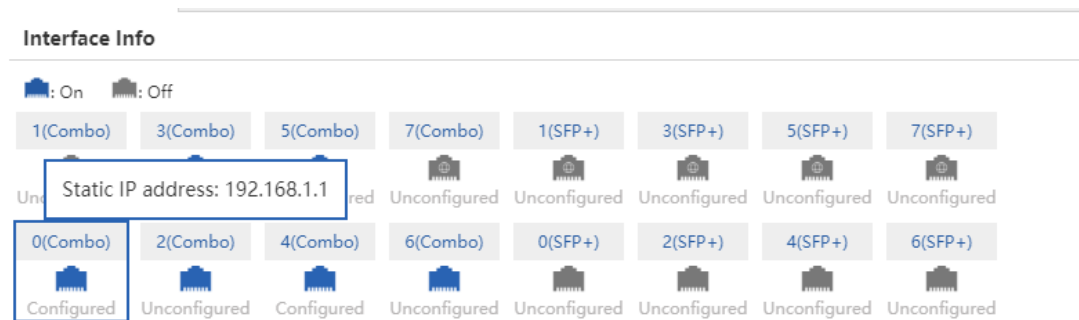 Interface Info
: On : Off
1(Combo) 3(Combo) 5(Combo) 7(Combo) 1(SFP+) 3(SFP+) 5(SFP+) 7(SFP+)
Static IP address: 192.168.1.1
Unconfigured Unconfigured Unconfigured Unconfigured Unconfigured
0(Combo) 2(Combo) 4(Combo) 6(Combo) 0(SFP+) 2(SFP+) 4(SFP+) 6(SFP+)
Configured Unconfigured Configured Unconfigured Unconfigured Unconfigured Unconfigured Unconfigured